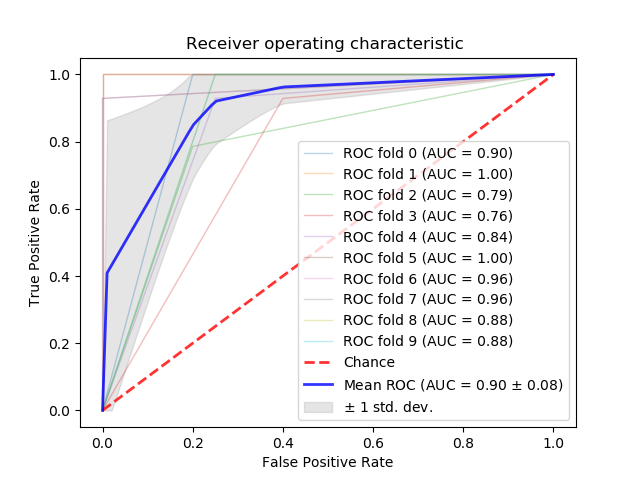 Receiver operating characteristic
True Positive Rate
1.0
0.8
0.6
0.4
0.2
0.0
ROC fold 0 (AUC = 0.90)
ROC fold 1 (AUC = 1.00)
ROC fold 2 (AUC = 0.79)
ROC fold 3 (AUC = 0.76)
ROC fold 4 (AUC = 0.84)
ROC fold 5 (AUC = 1.00)
ROC fold 6 (AUC = 0.96)
ROC fold 7 (AUC = 0.96)
ROC fold 8 (AUC = 0.88)
ROC fold 9 (AUC = 0.88)
Chance
Mean ROC (AUC = 0.90 ± 0.08)
± 1 std. dev.
0.0 0.2 0.4 0.6 0.8 1.0
False Positive Rate